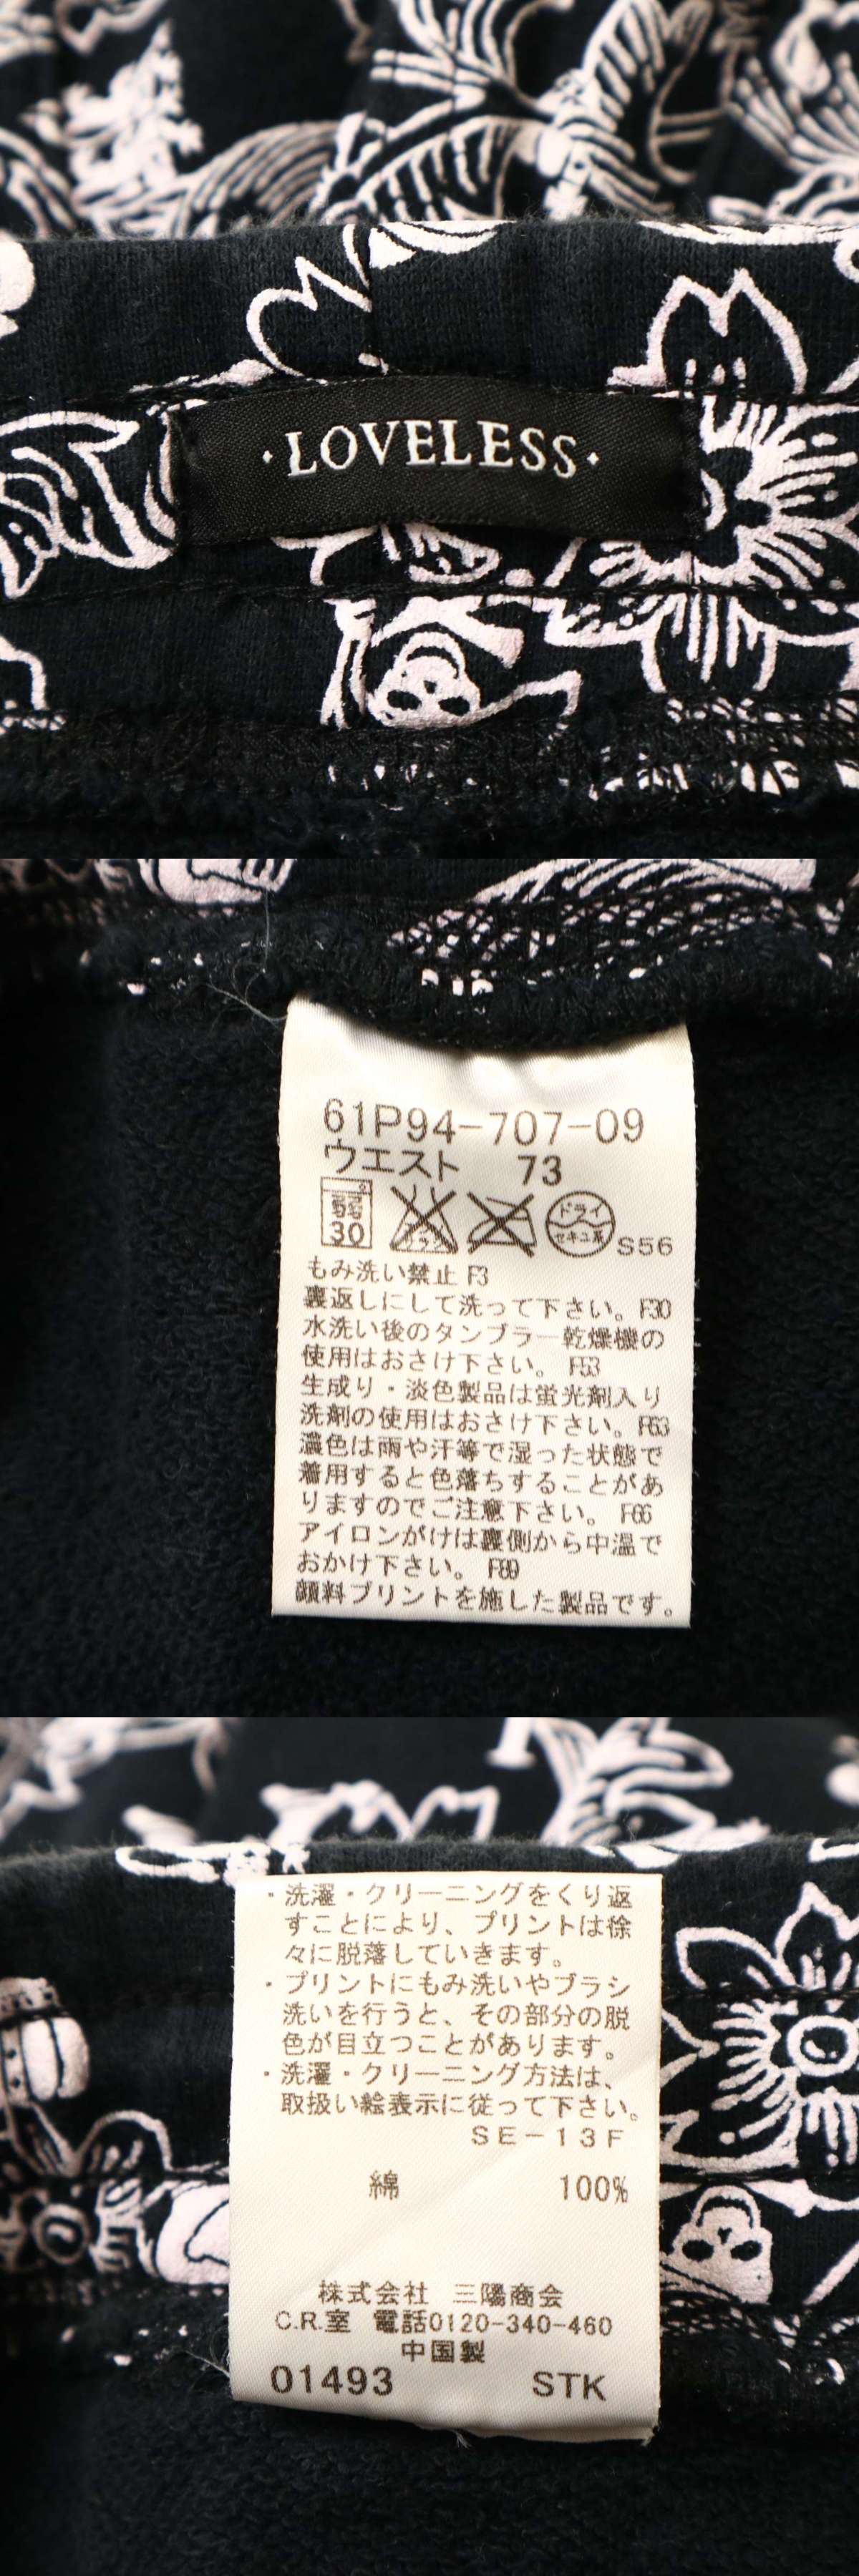 ・LOVELESS・
61P94-707-09
ウエスト 73
弱
30
エンソ
サラシ
ドライ
セキユ系
S56
もみ洗い禁止 F3
裏返しにして洗って下さい。F30
水洗い後のタンブラー乾燥機の
使用はおさけ下さい。 F53
生成り・淡色製品は蛍光剤入り
洗剤の使用はおさけ下さい。F63
濃色は雨や汗等で湿った状態で
着用すると色落ちすることがあ
りますのでご注意下さい。 F66
アイロンがけは裏側から中温で
おかけ下さい。 F89
顔料プリントを施した製品です。
・洗濯・クリーニングをくり返
すことにより、プリントは徐
々に脱落していきます。
・プリントにもみ洗いやブラシ
洗いを行うと、その部分の脱
色が目立つことがあります。
・洗濯・クリーニング方法は、
取扱い絵表示に従って下さい。
SE-13F
綿 100%
株式会社 三陽商会
C.R.室 電話0120-340-460
中国製
01493 STK